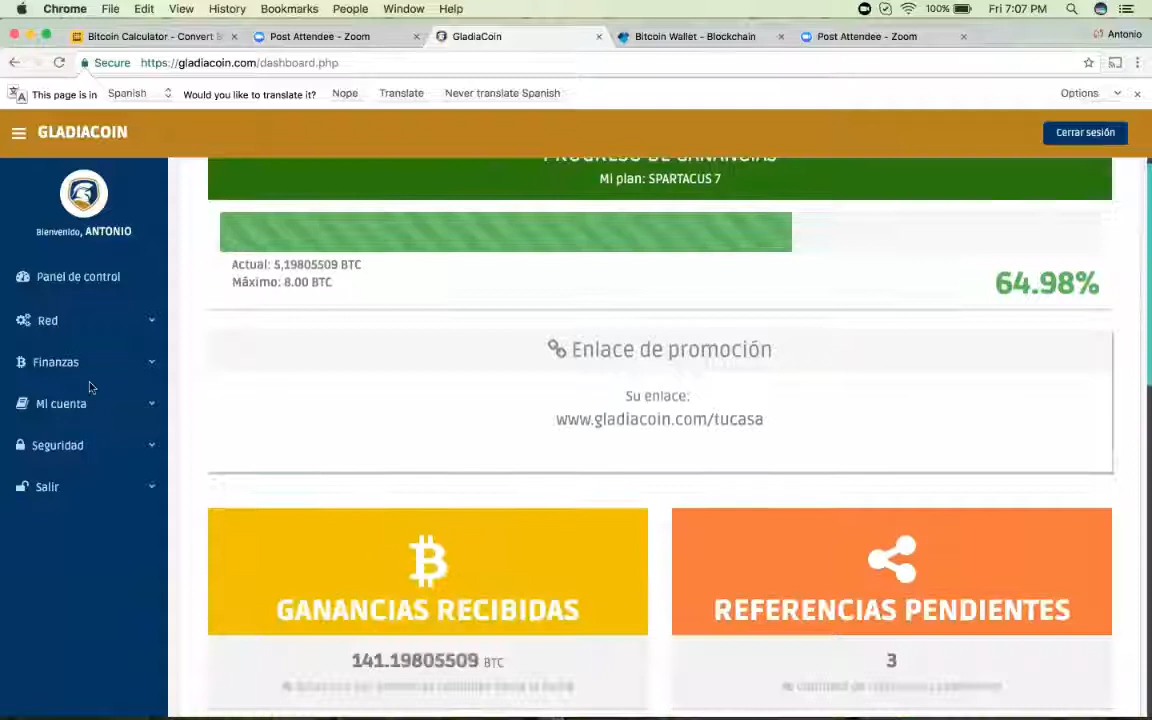 Chrome File Edit View History Bookmarks People Window Help 100% Fri 7:07 PM
Bitcoin Calculator - Convert Post Attendee - Zoom GladiaCoin Bitcoin Wallet - Blockchain Post Attendee - Zoom Antonio
Secure https://gladiacoin.com/dashboard.php
This page is in Spanish Would you like to translate it? Nope Translate Never translate Spanish Options
GLADIACOIN Cerrar sesión
PROGRESO DE GANANCIAS
Mi plan: SPARTACUS 7
Bienvenido, ANTONIO
Panel de control
Red
Finanzas
Mi cuenta
Seguridad
Salir
Actual: 5,19805509 BTC
Máximo: 8.00 BTC
64.98%
Enlace de promoción
Su enlace:
www.gladiacoin.com/tucasa
GANANCIAS RECIBIDAS
141.19805509 BTC
REFERENCIAS PENDIENTES
3